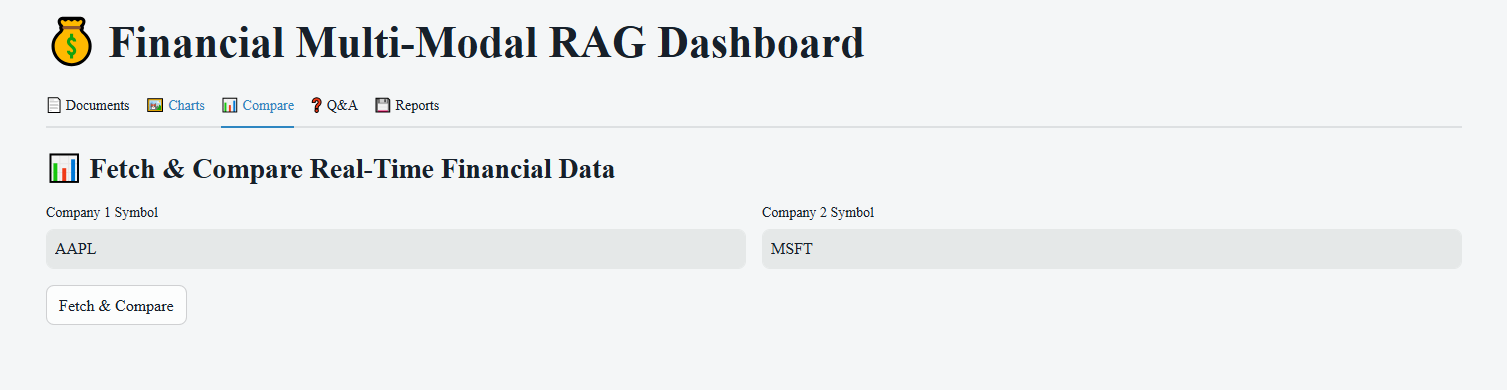 Financial Multi-Modal RAG Dashboard
Documents Charts Compare Q&A Reports
Fetch & Compare Real-Time Financial Data
Company 1 Symbol Company 2 Symbol
AAPL MSFT
Fetch & Compare